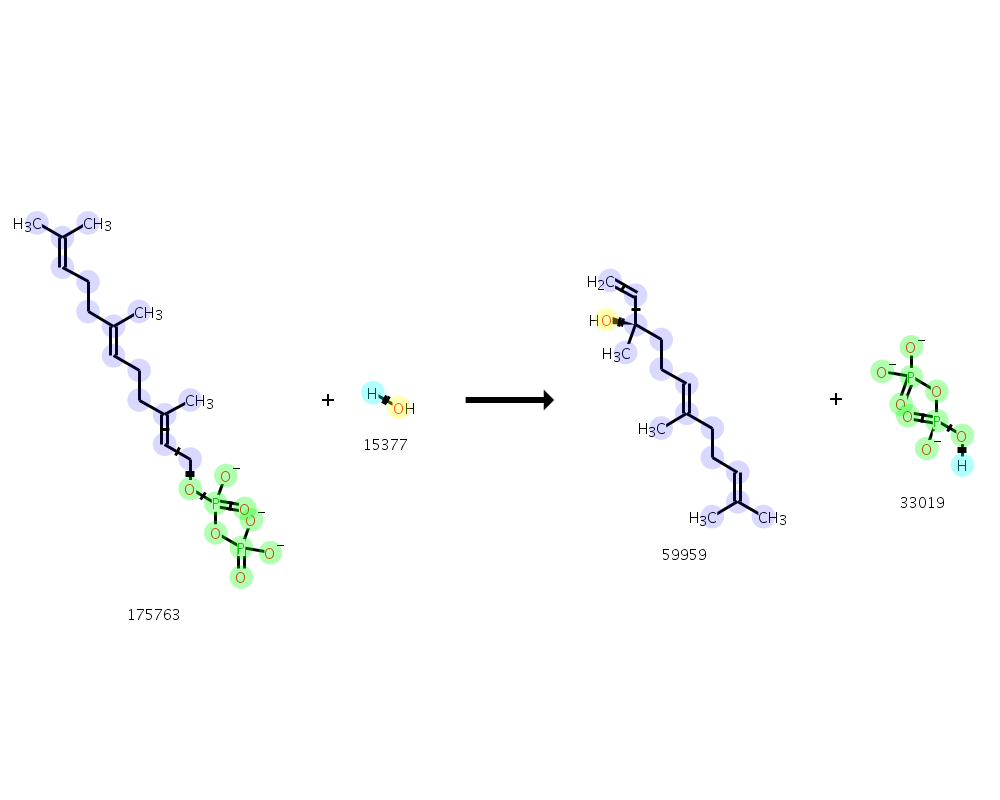 H3C CH3
CH3
CH3
O O−
P O
O−
O P O−
O
175763
+
H OH
15377
H2C
HO
H3C
H3C
H3C CH3
59959
+
O−
O− P
O O
O P
O− O
H
33019